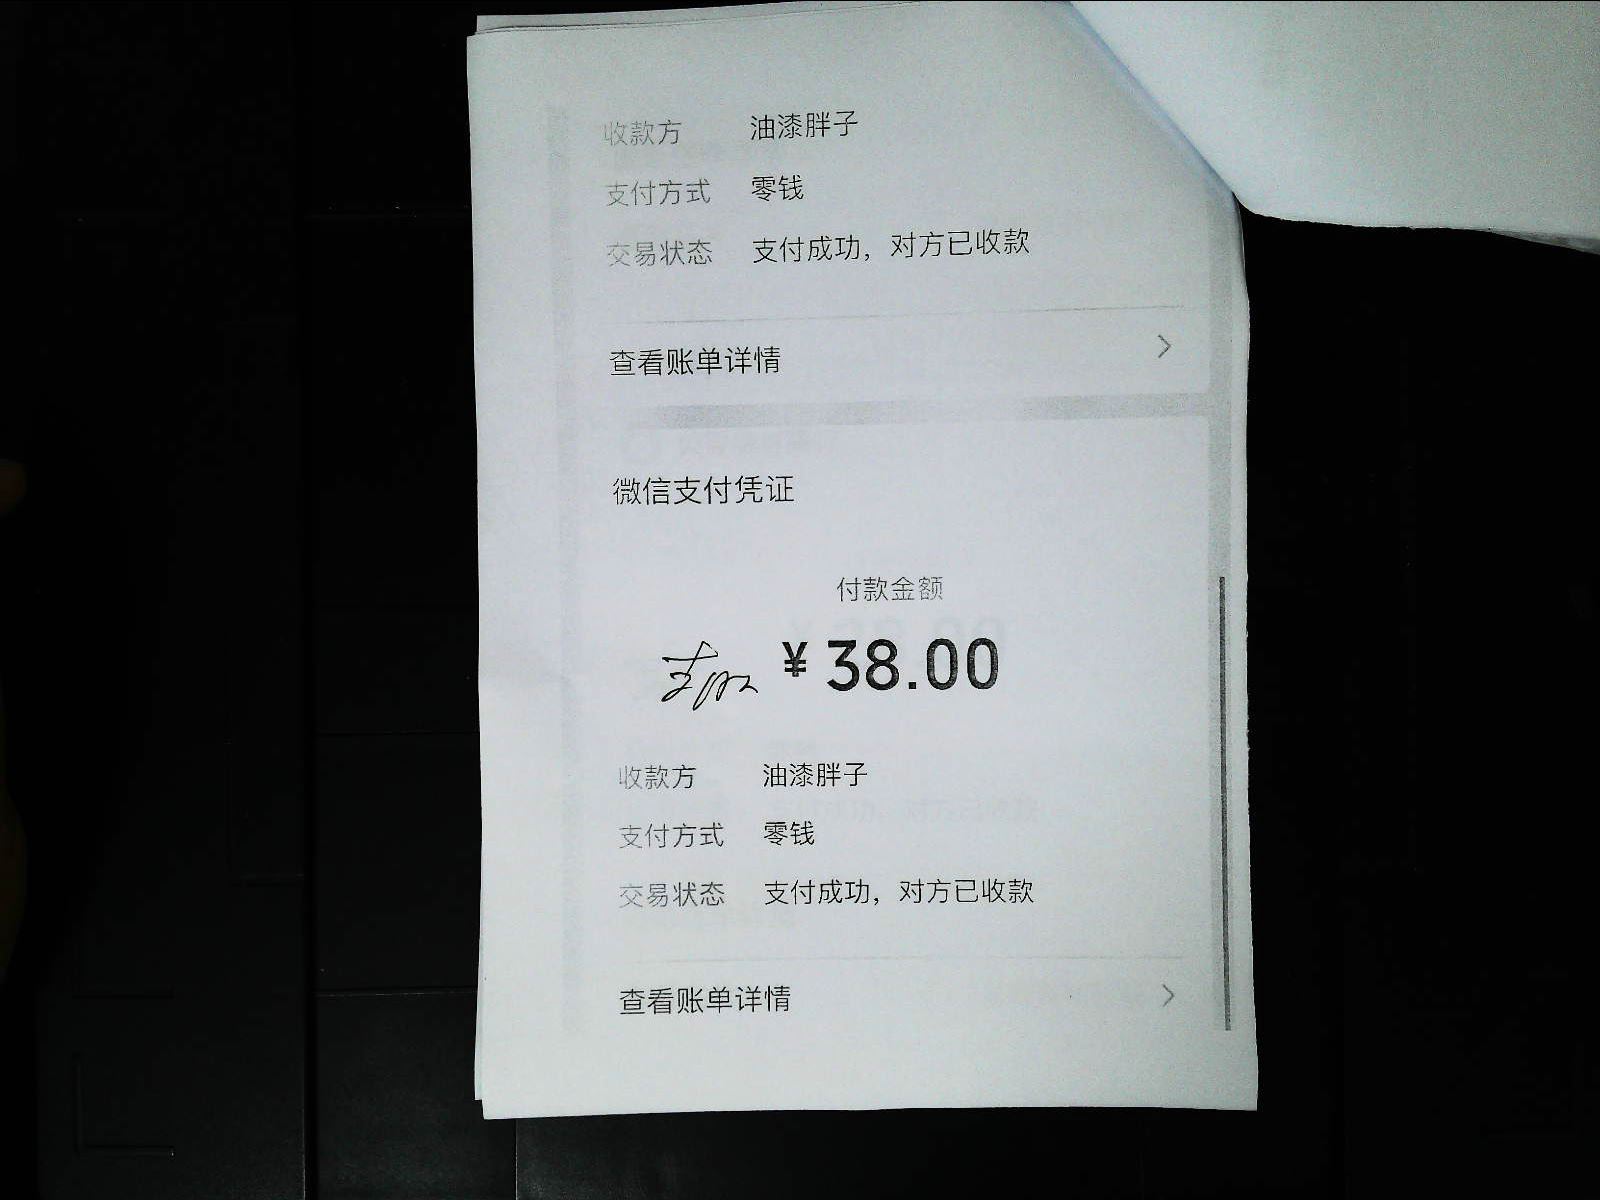 收款方 油漆胖子
支付方式 零钱
交易状态 支付成功，对方已收款
查看账单详情
微信支付凭证
付款金额
¥38.00
收款方 油漆胖子
支付方式 零钱
交易状态 支付成功，对方已收款
查看账单详情